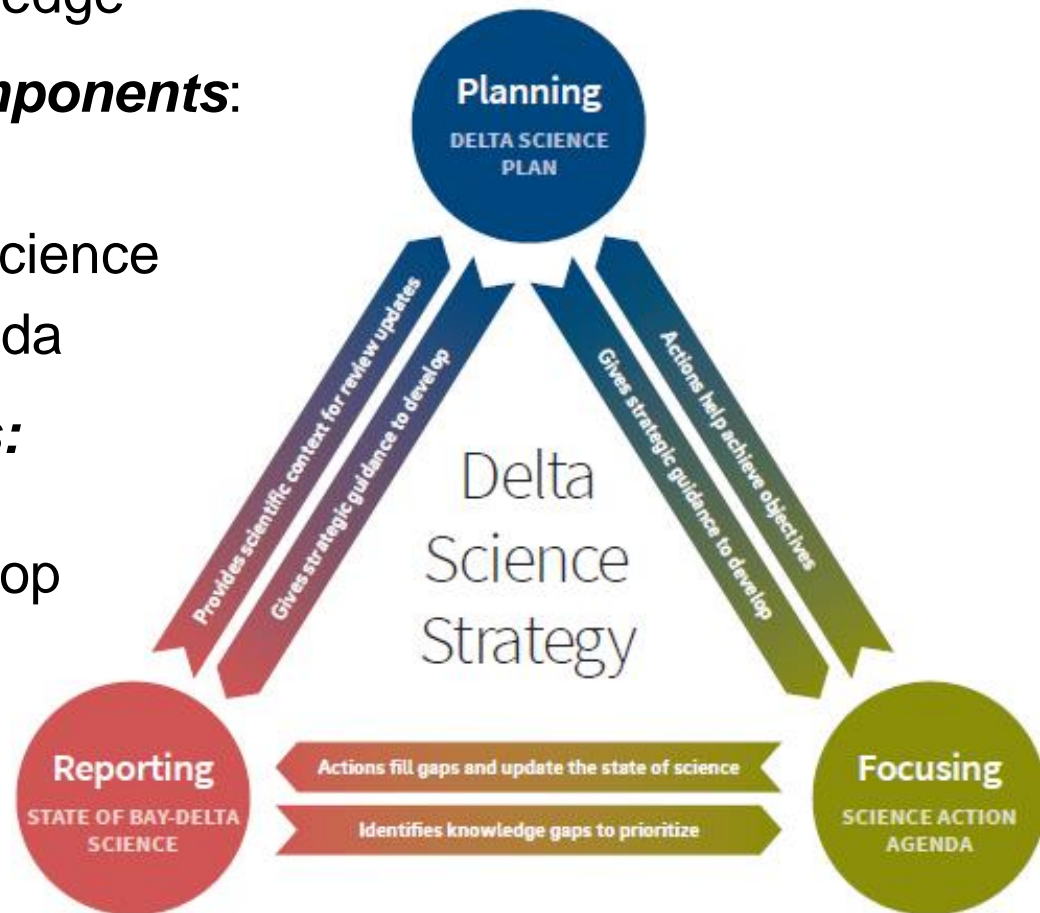 edge
mponents:
cience
da
s:
op
Planning
DELTA SCIENCE
PLAN
Provides scientific context for review updates
Gives strategic guidance to develop
Gives strategic guidance to develop
Actions help achieve objectives
Delta
Science
Strategy
Reporting
STATE OF BAY-DELTA
SCIENCE
Actions fill gaps and update the state of science
Identifies knowledge gaps to prioritize
Focusing
SCIENCE ACTION
AGENDA